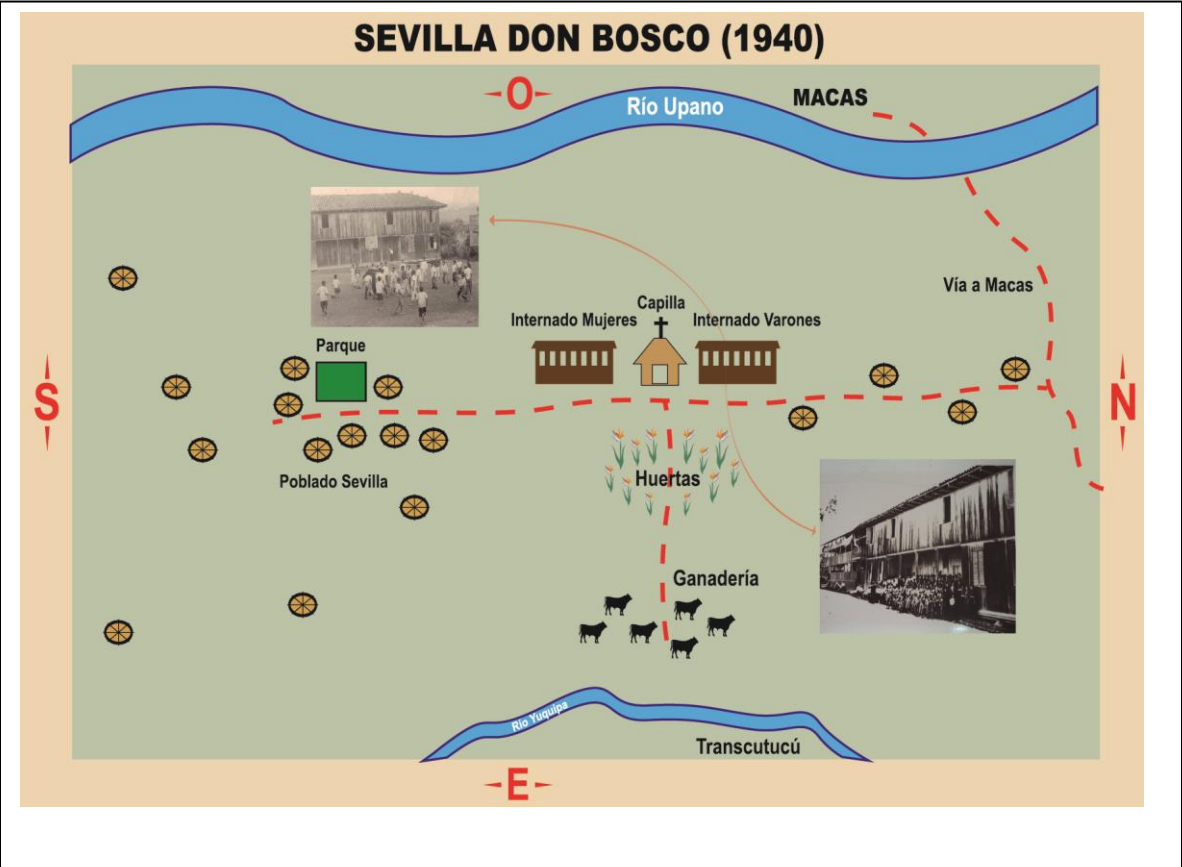 SEVILLA DON BOSCO (1940)
O
Río Upano
MACAS
Vía a Macas
Capilla
Internado Mujeres
Internado Varones
Parque
S
N
Poblado Sevilla
Huertas
Ganadería
Río Yuquipa
Transcutucú
E